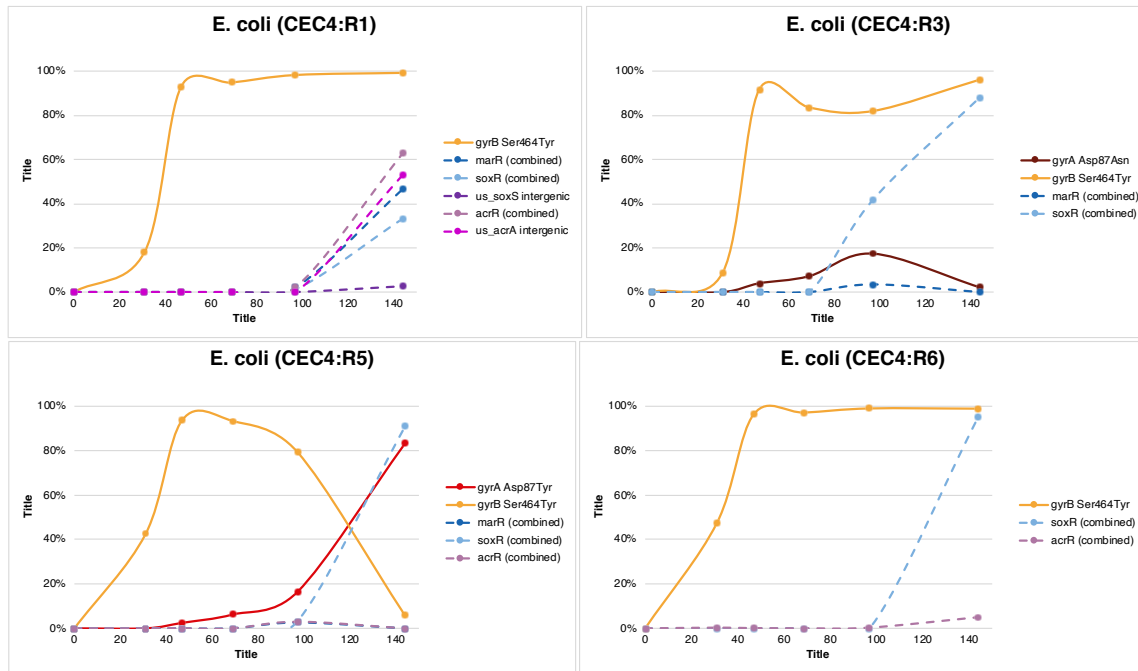 E. coli (CEC4:R1)
100%
80%
60%
40%
20%
0%
0 20 40 60 80 100 120 140
Title
Title
gyrB Ser464Tyr
marR (combined)
soxR (combined)
us_soxS intergenic
acrR (combined)
us_acrA intergenic
E. coli (CEC4:R3)
100%
80%
60%
40%
20%
0%
0 20 40 60 80 100 120 140
Title
Title
gyrA Asp87Asn
gyrB Ser464Tyr
marR (combined)
soxR (combined)
E. coli (CEC4:R5)
100%
80%
60%
40%
20%
0%
0 20 40 60 80 100 120 140
Title
Title
gyrA Asp87Tyr
gyrB Ser464Tyr
marR (combined)
soxR (combined)
acrR (combined)
E. coli (CEC4:R6)
100%
80%
60%
40%
20%
0%
0 20 40 60 80 100 120 140
Title
Title
gyrB Ser464Tyr
soxR (combined)
acrR (combined)